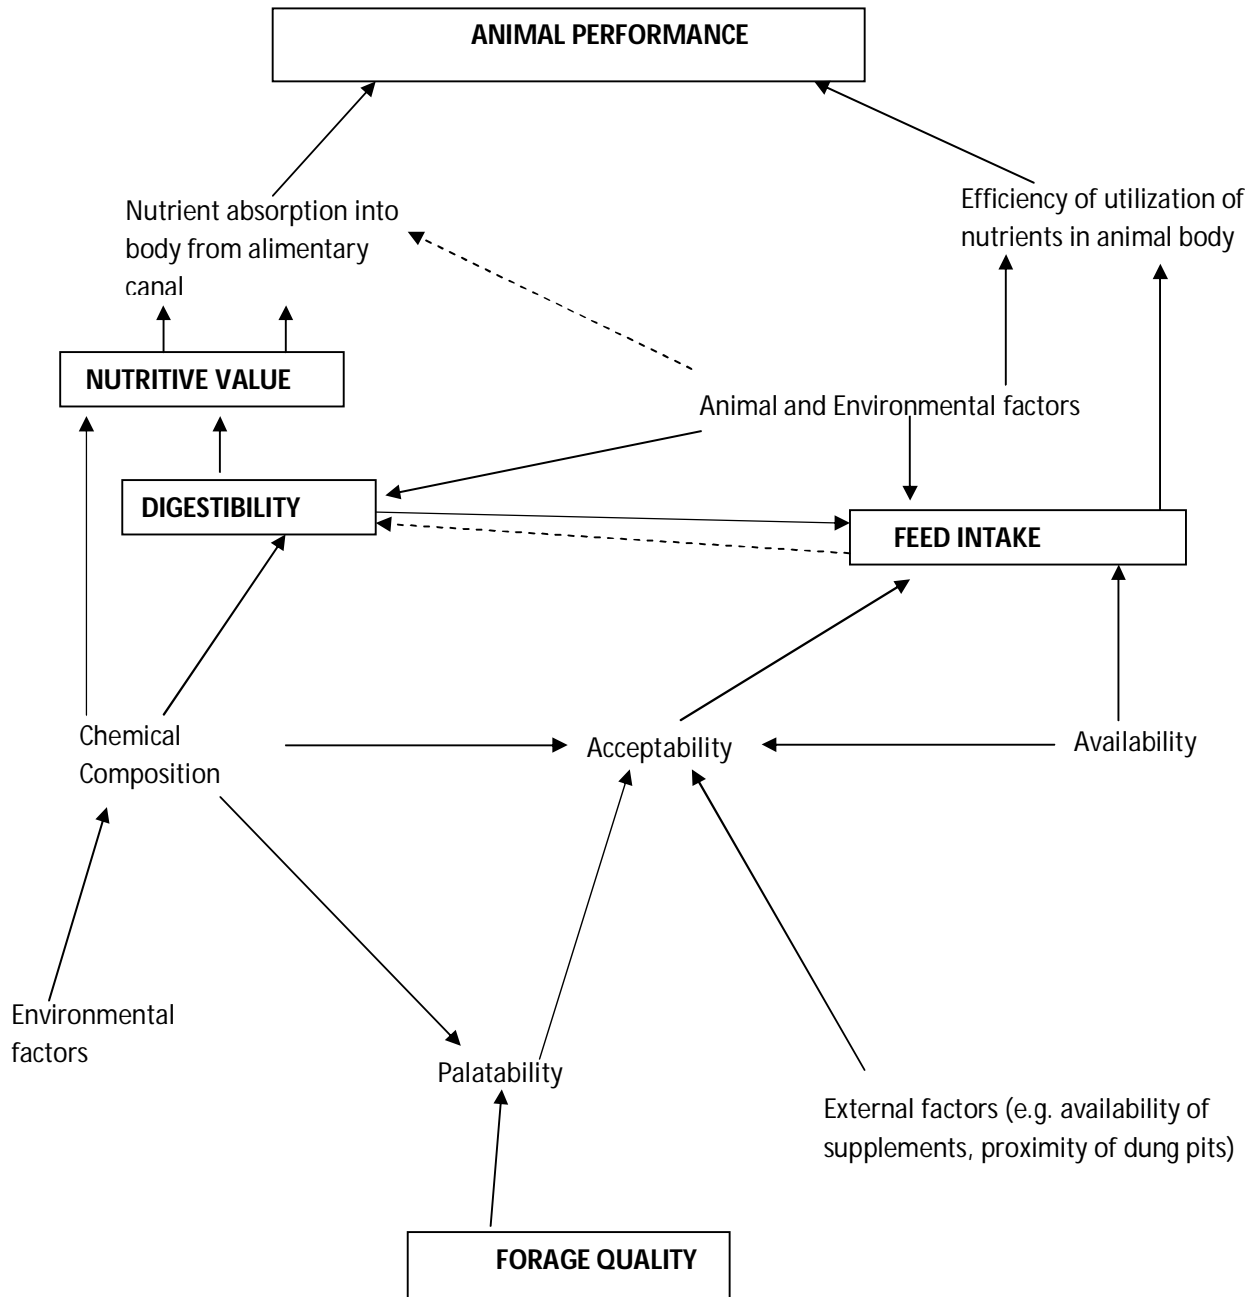 ANIMAL PERFORMANCE
Nutrient absorption into
body from alimentary
canal
Efficiency of utilization of
nutrients in animal body
NUTRITIVE VALUE
Animal and Environmental factors
DIGESTIBILITY
FEED INTAKE
Chemical
Composition
Acceptability
Availability
Environmental
factors
Palatability
External factors (e.g. availability of
supplements, proximity of dung pits)
FORAGE QUALITY